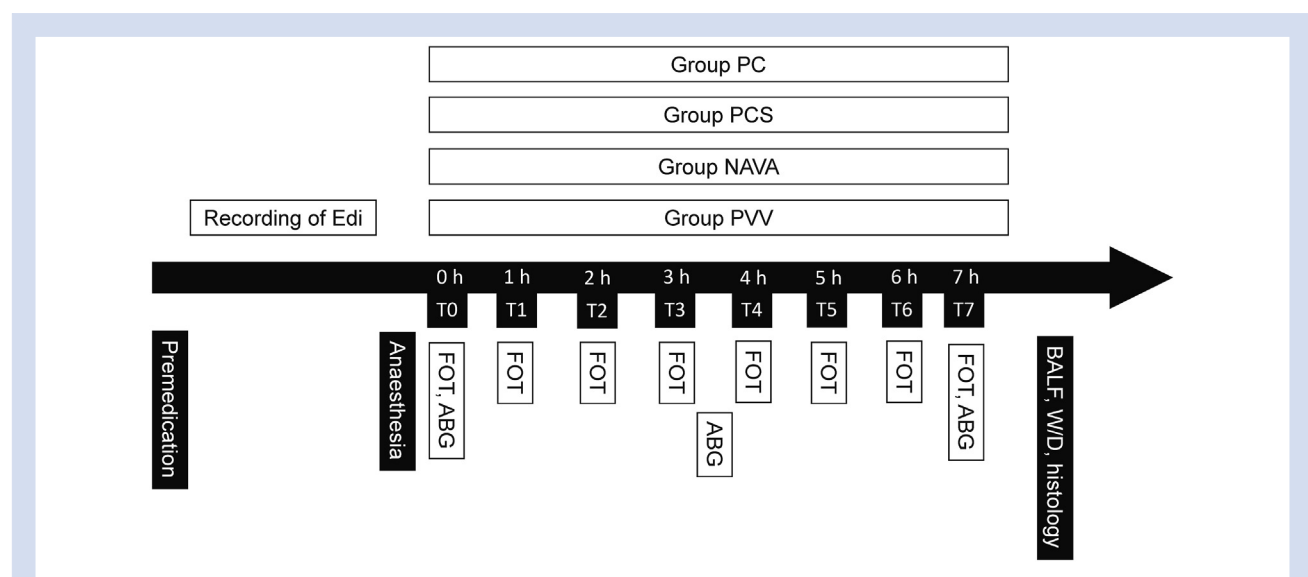 Group PC
Group PCS
Group NAVA
Recording of Edi
Group PVV
0 h
1 h
2 h
3 h
4 h
5 h
6 h
7 h
T0
T1
T2
T3
T4
T5
T6
T7
Premedication
Anaesthesia
FOT, ABG
FOT
FOT
FOT
ABG
FOT
FOT
FOT
FOT, ABG
BALF, W/D, histology